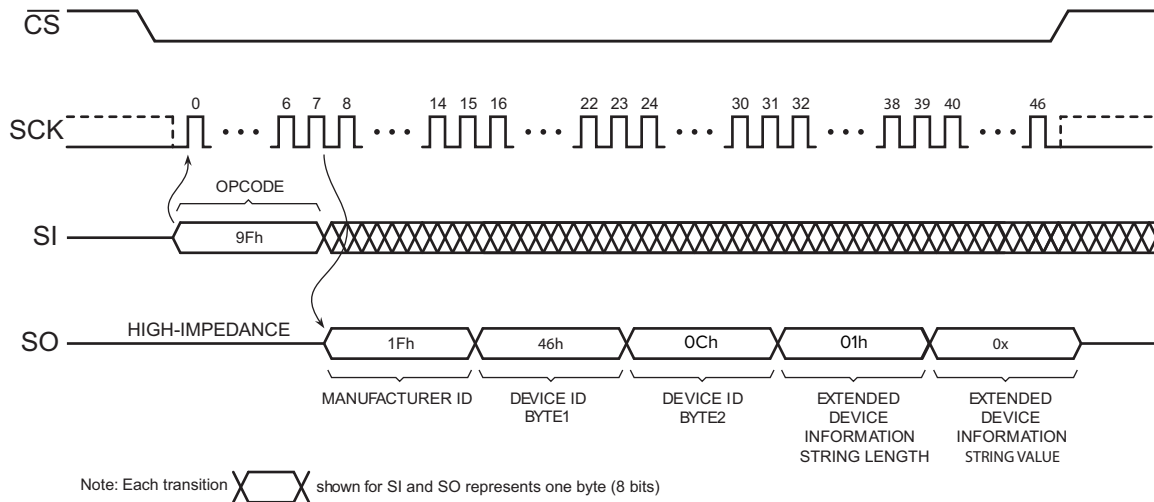 CS
0 6 7 8 14 15 16 22 23 24 30 31 32 38 39 40 46
SCK
OPCODE
SI 9Fh
HIGH-IMPEDANCE
SO 1Fh 46h 0Ch 01h 0x
MANUFACTURER ID
DEVICE ID
BYTE1
DEVICE ID
BYTE2
EXTENDED
DEVICE
INFORMATION
STRING LENGTH
EXTENDED
DEVICE
INFORMATION
STRING VALUE
Note: Each transition shown for SI and SO represents one byte (8 bits)